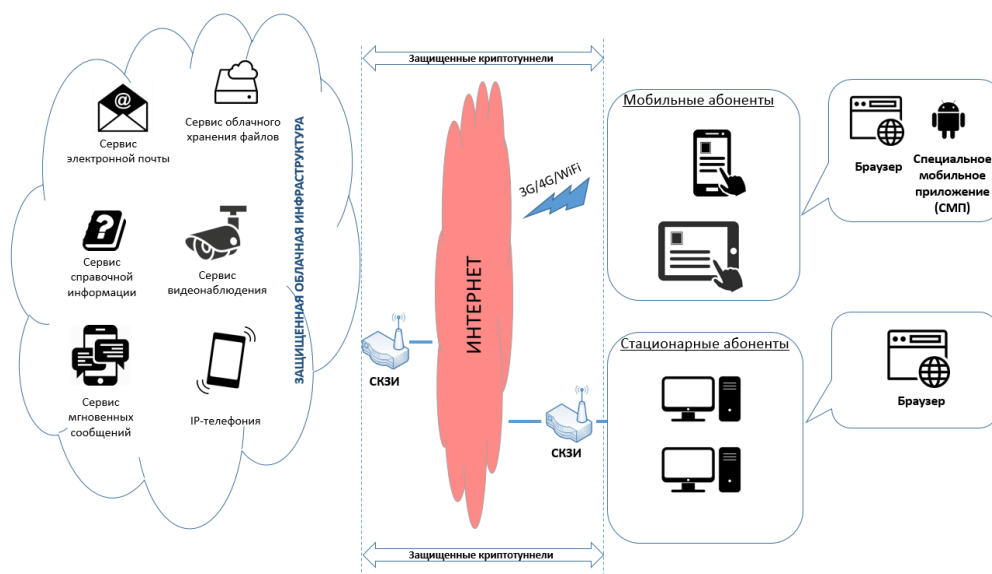 Защищенные криптотуннели
@
Сервис
электронной почты
Сервис облачного
хранения файлов
?
Сервис
справочной
информации
Сервис
видеонаблюдения
Сервис
мгновенных
сообщений
IP-телефония
ЗАЩИЩЕННАЯ ОБЛАЧНАЯ ИНФРАСТРУКТУРА
СКЗИ
ИНТЕРНЕТ
3G/4G/WiFi
СКЗИ
Мобильные абоненты
Браузер
Специальное
мобильное
приложение
(СМП)
Стационарные абоненты
Браузер
Защищенные криптотуннели